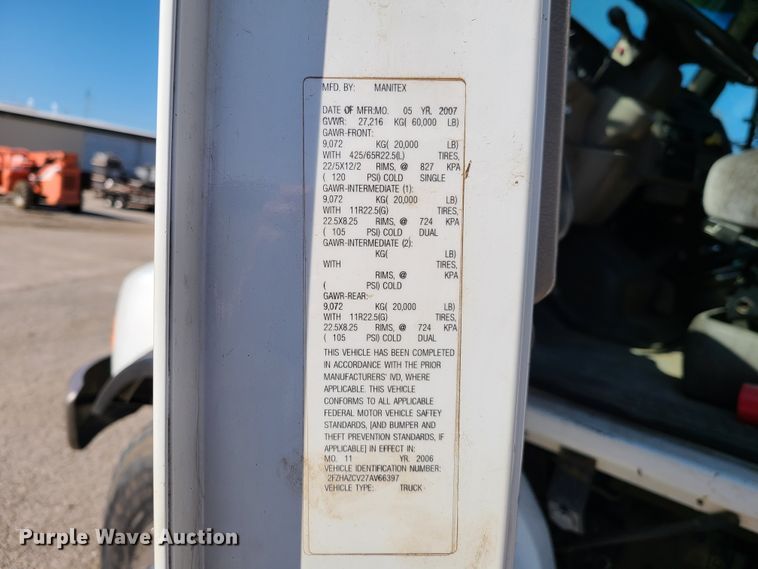 MFD. BY: MANITEX
DATE OF MFR:MO. 05 YR. 2007
GVWR: 27,216 KG( 60,000 LB)
GAWR-FRONT:
9,072 KG( 20,000 LB)
WITH 425/65R22.5(L) TIRES,
22/5X12/2 RIMS, @ 827 KPA
( 120 PSI) COLD SINGLE
GAWR-INTERMEDIATE (1):
9,072 KG( 20,000 LB)
WITH 11R22.5(G) TIRES,
22.5X8.25 RIMS, @ 724 KPA
( 105 PSI) COLD DUAL
GAWR-INTERMEDIATE (2):
KG( LB)
WITH TIRES,
RIMS, @ KPA
( PSI) COLD
GAWR-REAR:
9,072 KG( 20,000 LB)
WITH 11R22.5(G) TIRES,
22.5X8.25 RIMS, @ 724 KPA
( 105 PSI) COLD DUAL
THIS VEHICLE HAS BEEN COMPLETED
IN ACCORDANCE WITH THE PRIOR
MANUFACTURERS' IVD, WHERE
APPLICABLE. THIS VEHICLE
CONFORMS TO ALL APPLICABLE
FEDERAL MOTOR VEHICLE SAFTEY
STANDARDS, [AND BUMPER AND
THEFT PREVENTION STANDARDS, IF
APPLICABLE] IN EFFECT IN:
MO. 11 YR. 2006
VEHICLE IDENTIFICATION NUMBER:
2FZHAZCV27AW66397
VEHICLE TYPE: TRUCK
Purple Wave Auction